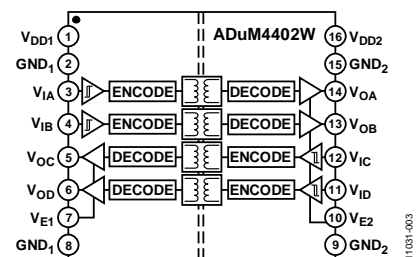 ADuM4402W
VDD1 1
16 VDD2
GND1 2
15 GND2
VIA 3 ENCODE DECODE 14 VOA
VIB 4 ENCODE DECODE 13 VOB
VOC 5 DECODE ENCODE 12 VIC
VOD 6 DECODE ENCODE 11 VID
VE1 7
10 VE2
GND1 8
9 GND2
11031-003